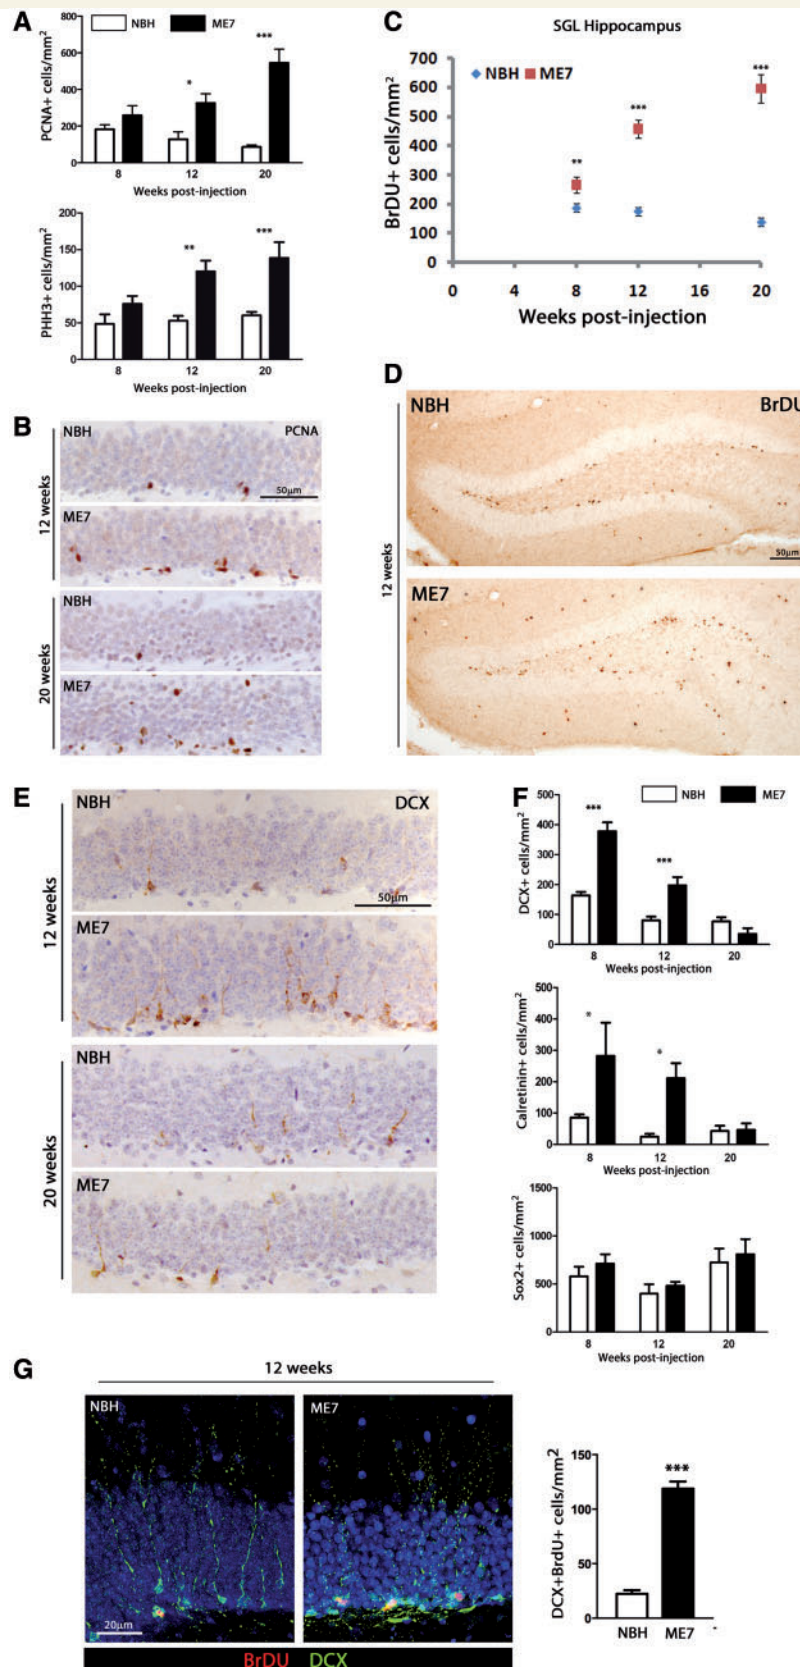 A
NBH ME7
PCNA+ cells/mm²
800
600
400
200
0
*
***
8 12 20
Weeks post-injection
PHH3+ cells/mm²
200
150
100
50
0
**
***
8 12 20
Weeks post-injection
C
SGL Hippocampus
NBH ME7
BrDU+ cells/mm²
700
600
500
400
300
200
100
0
**
***
***
0 4 8 12 16 20
Weeks post-injection
B
12 weeks
NBH PCNA
50µm
ME7
20 weeks
NBH
ME7
D
12 weeks
NBH BrDU
50µm
ME7
E
12 weeks
NBH DCX
50µm
ME7
20 weeks
NBH
ME7
F
NBH ME7
DCX+ cells/mm²
500
400
300
200
100
0
***
***
8 12 20
Weeks post-injection
Calretinin+ cells/mm²
500
400
300
200
100
0
*
*
8 12 20
Weeks post-injection
Sox2+ cells/mm²
1500
1000
500
0
8 12 20
Weeks post-injection
G
12 weeks
NBH ME7
20µm
BrDU DCX
DCX+BrdU+ cells/mm²
150
100
50
0
***
NBH ME7